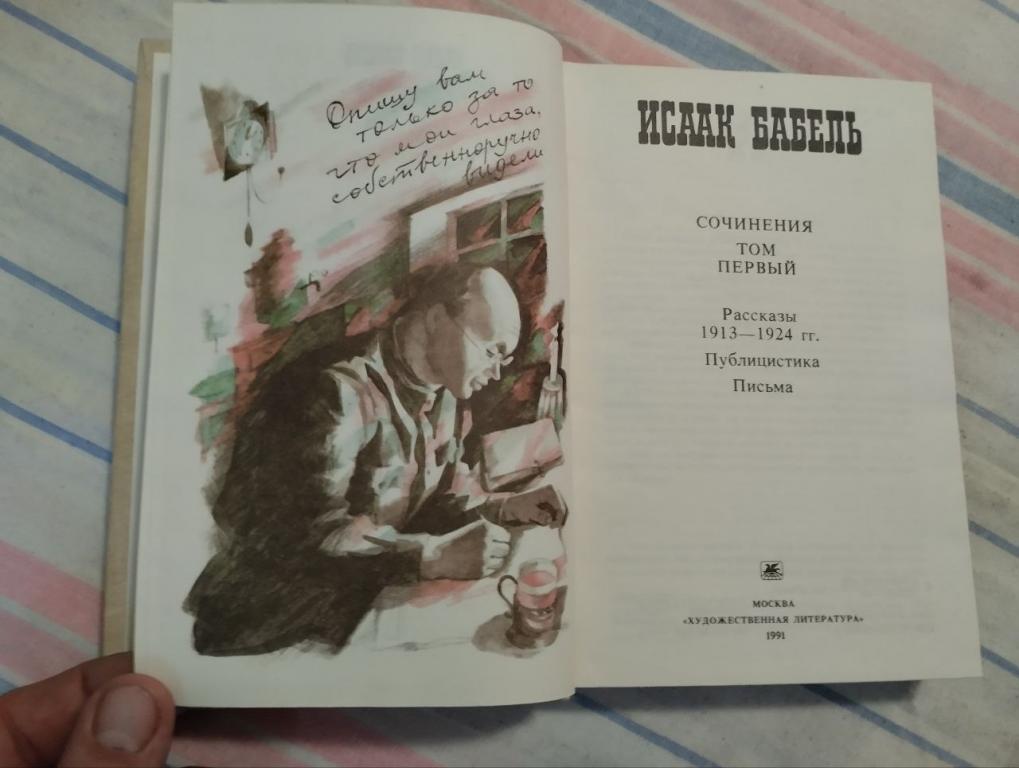 Опишу вам
только за то
что мои глаза,
собственноручно
видели
ИСААК БАБЕЛЬ
СОЧИНЕНИЯ
ТОМ
ПЕРВЫЙ
Рассказы
1913—1924 гг.
Публицистика
Письма
МОСКВА
«ХУДОЖЕСТВЕННАЯ ЛИТЕРАТУРА»
1991